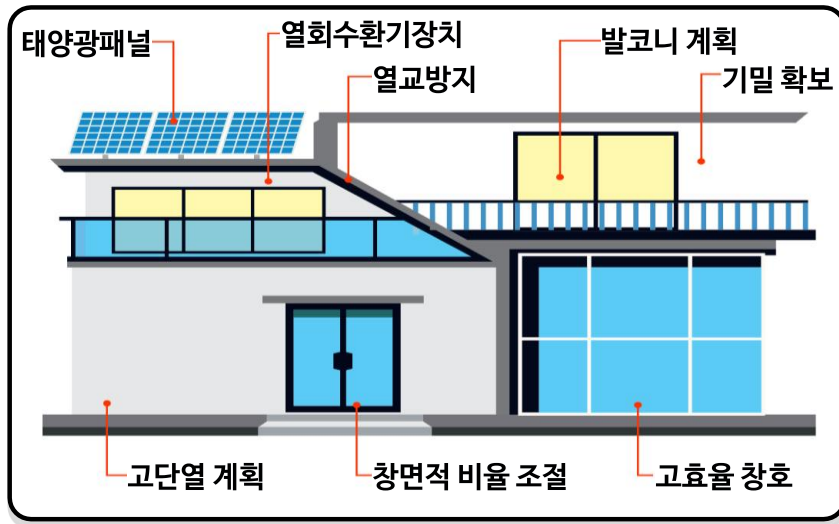 태양광패널
열회수환기장치
열교방지
발코니 계획
기밀 확보
고단열 계획
창면적 비율 조절
고효율 창호